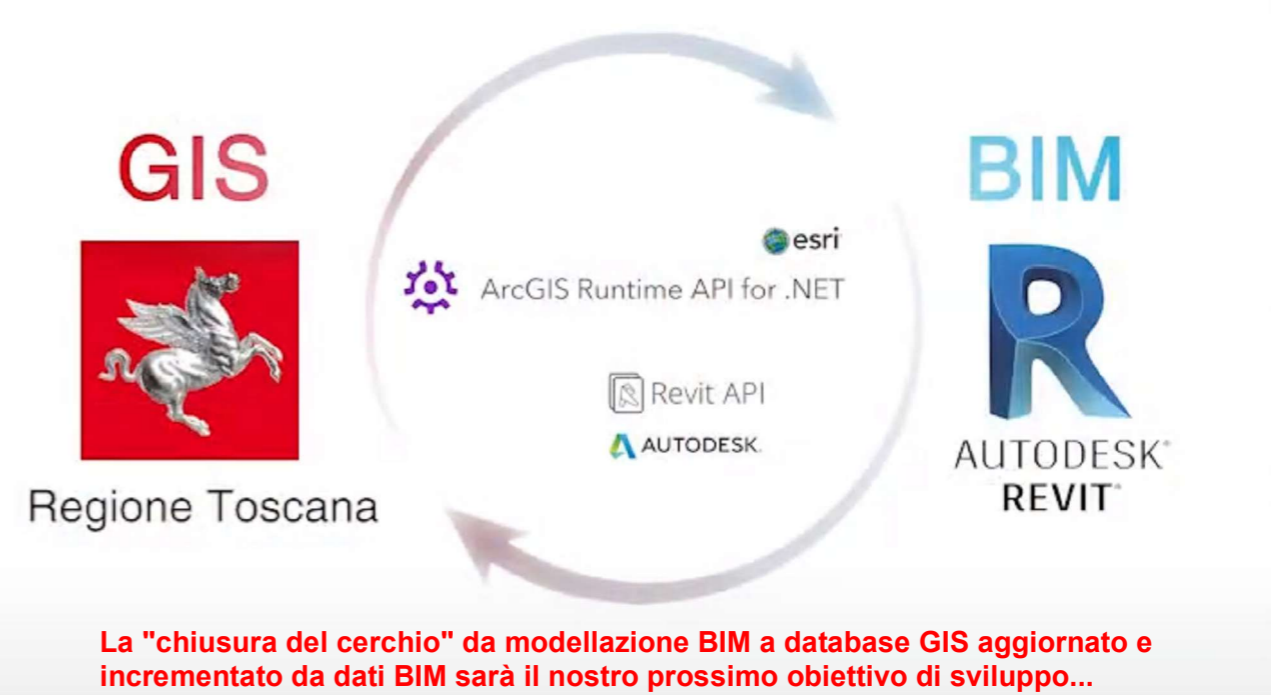 GIS
BIM
esri
ArcGIS Runtime API for .NET
Revit API
AUTODESK.
Regione Toscana
AUTODESK®
REVIT®
La "chiusura del cerchio" da modellazione BIM a database GIS aggiornato e
incrementato da dati BIM sarà il nostro prossimo obiettivo di sviluppo...